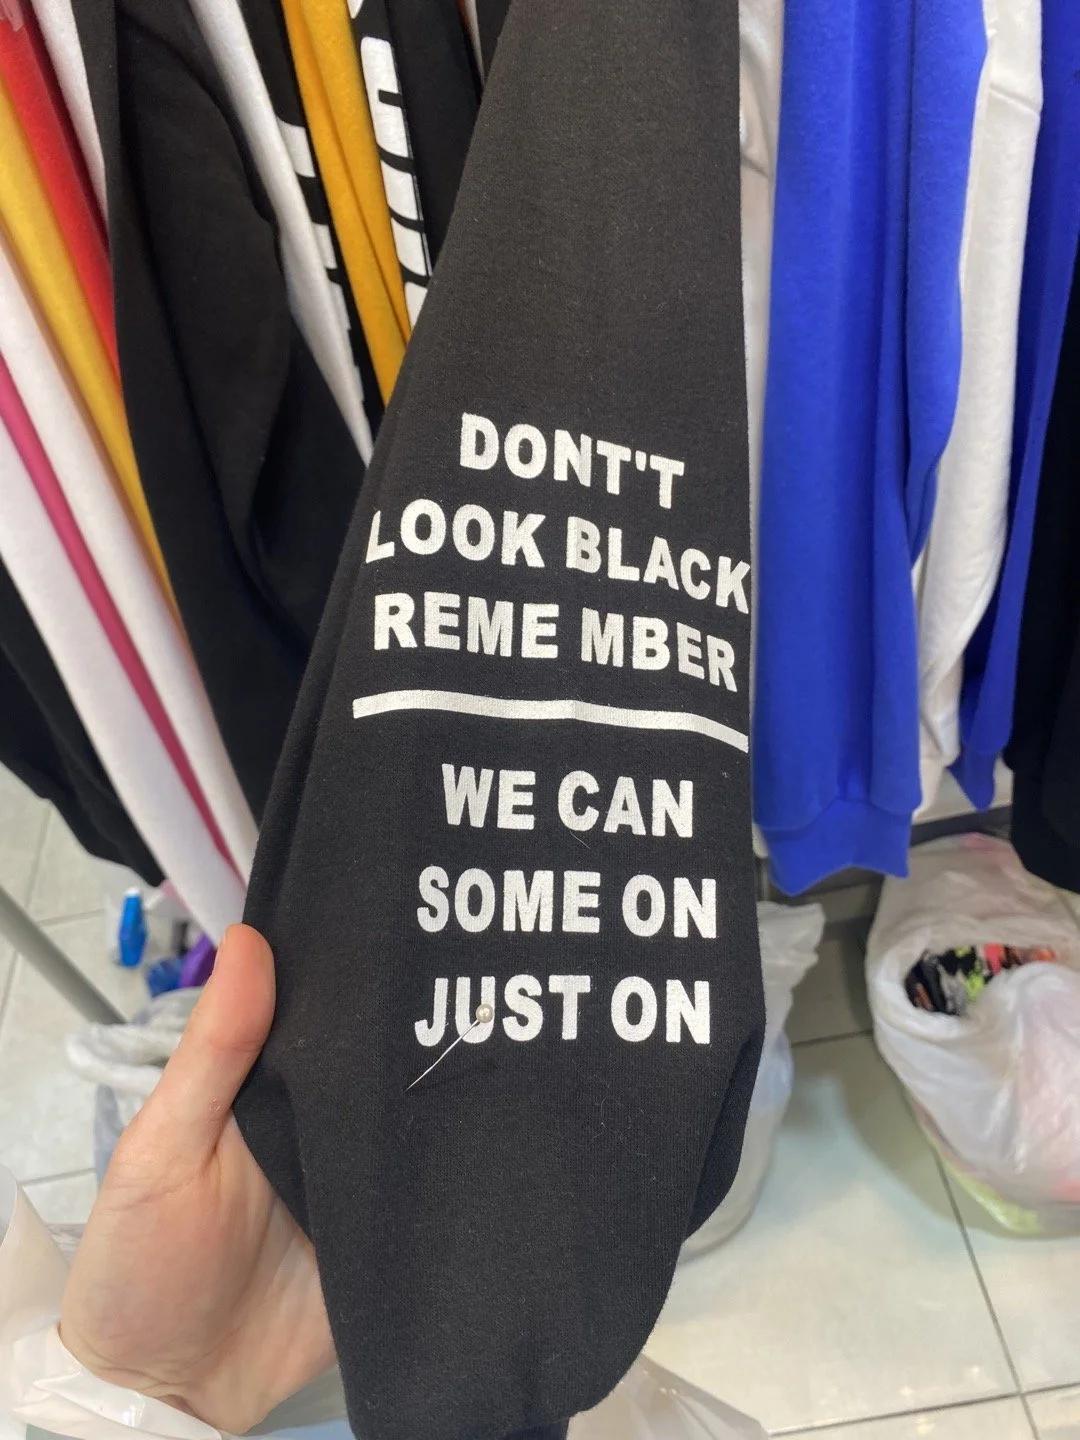 DONT'T
LOOK BLACK
REME MBER
WE CAN
SOME ON
JUST ON